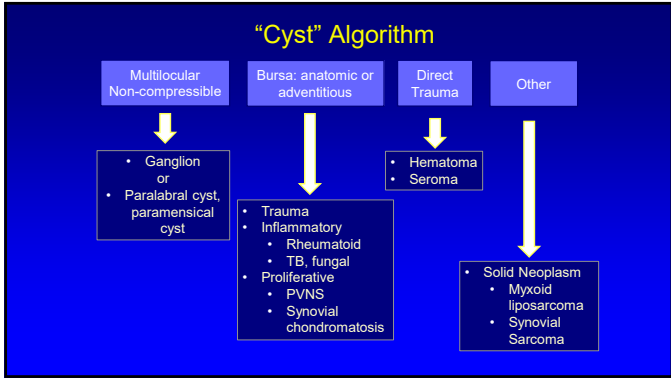 “Cyst” Algorithm
Multilocular
Non-compressible
Bursa: anatomic or
adventitious
Direct
Trauma
Other
• Ganglion
or
• Paralabral cyst,
paramensical
cyst
• Trauma
• Inflammatory
• Rheumatoid
• TB, fungal
• Proliferative
• PVNS
• Synovial
chondromatosis
• Hematoma
• Seroma
• Solid Neoplasm
• Myxoid
liposarcoma
• Synovial
Sarcoma